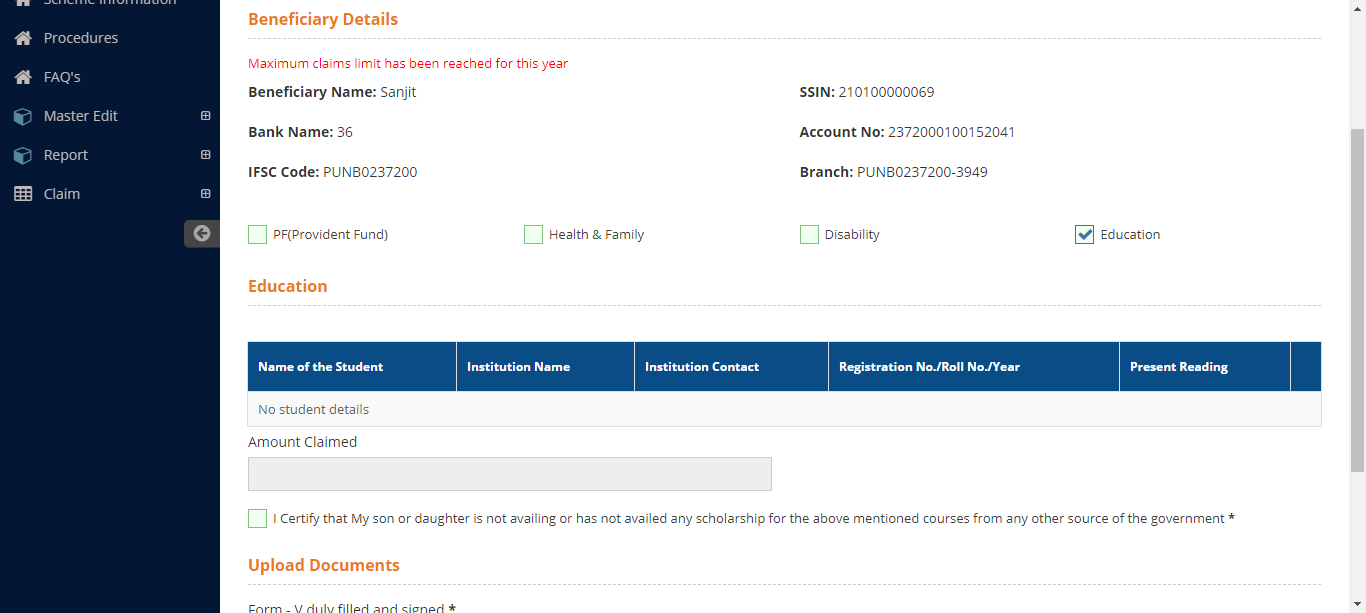 Scheme Information
Procedures
FAQ's
Master Edit
Report
Claim
Beneficiary Details
Maximum claims limit has been reached for this year
Beneficiary Name: Sanjit
SSIN: 210100000069
Bank Name: 36
Account No: 2372000100152041
IFSC Code: PUNB0237200
Branch: PUNB0237200-3949
PF(Provident Fund)
Health & Family
Disability
Education
Education
Name of the Student
Institution Name
Institution Contact
Registration No./Roll No./Year
Present Reading
No student details
Amount Claimed
I Certify that My son or daughter is not availing or has not availed any scholarship for the above mentioned courses from any other source of the government *
Upload Documents
Form - V duly filled and signed *